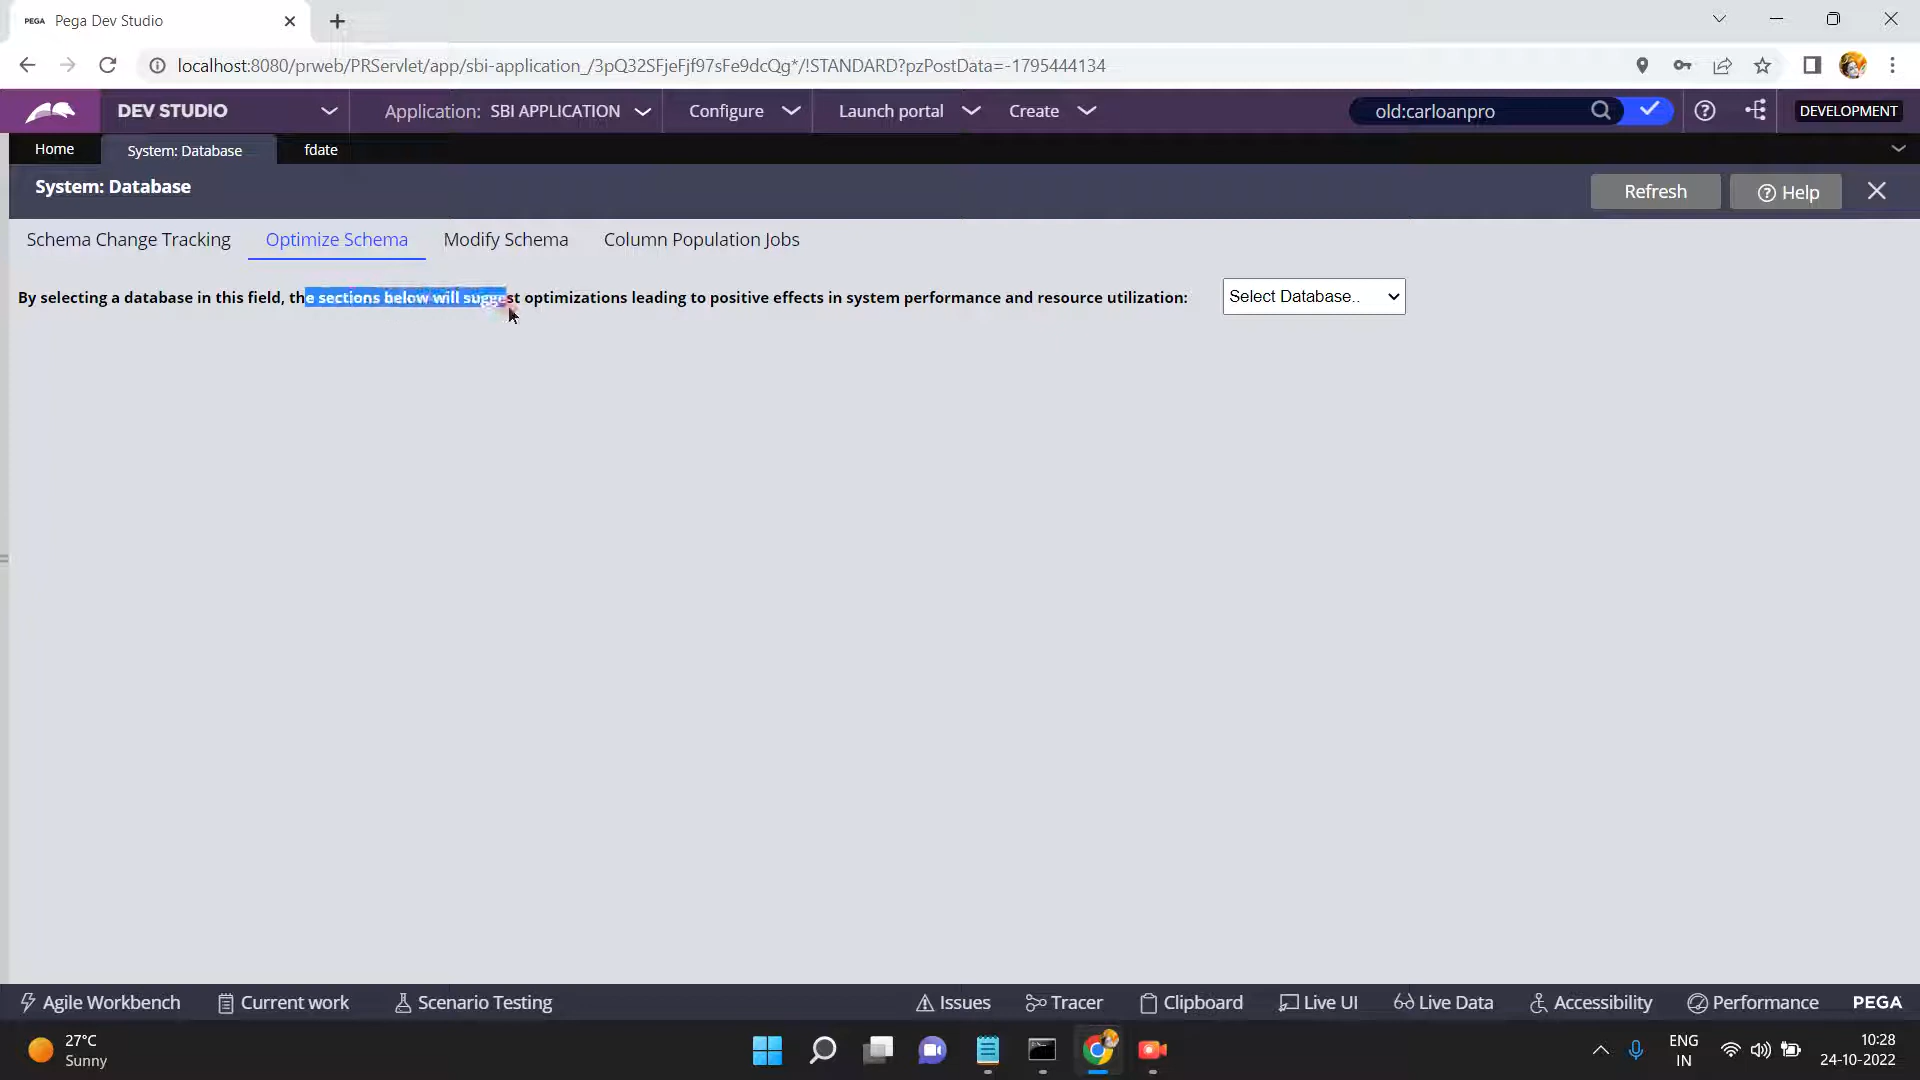 PEGA Pega Dev Studio
localhost:8080/prweb/PRServlet/app/sbi-application_/3pQ32SFjeFjf97sFe9dcQg*/!STANDARD?pzPostData=-1795444134
DEV STUDIO Application: SBI APPLICATION Configure Launch portal Create old:carloanpro DEVELOPMENT
Home System: Database fdate
System: Database Refresh Help
Schema Change Tracking Optimize Schema Modify Schema Column Population Jobs
By selecting a database in this field, the sections below will suggest optimizations leading to positive effects in system performance and resource utilization: Select Database..
Agile Workbench Current work Scenario Testing Issues Tracer Clipboard Live UI Live Data Accessibility Performance PEGA
27°C ENG 10:28
Sunny IN 24-10-2022